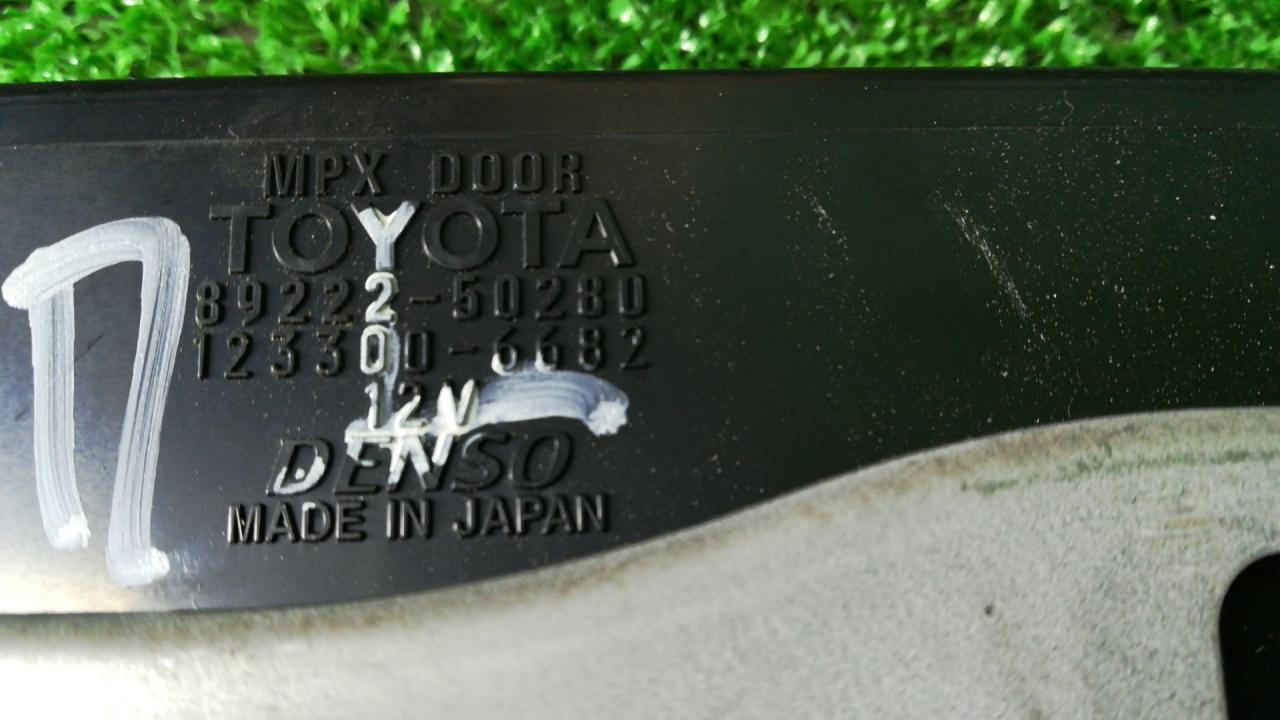 MPX DOOR
TOYOTA
89222-50280
123300-6682
12V
DENSO
MADE IN JAPAN